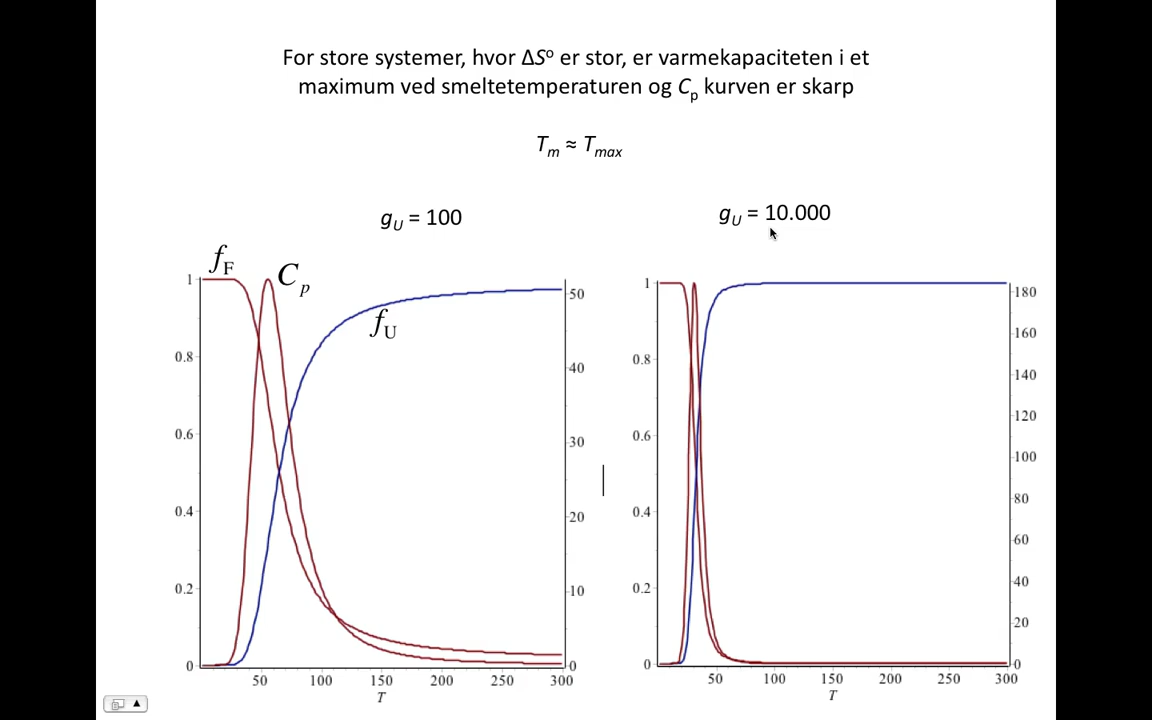 For store systemer, hvor ΔSº er stor, er varmekapaciteten i et
maximum ved smeltetemperaturen og Cp kurven er skarp
Tm ≈ Tmax
gU = 100
gU = 10.000
fF
Cp
fU
1
0.8
0.6
0.4
0.2
0
50
40
30
20
10
0
50 100 150 200 250 300
T
1
0.8
0.6
0.4
0.2
0
180
160
140
120
100
80
60
40
20
0
50 100 150 200 250 300
T